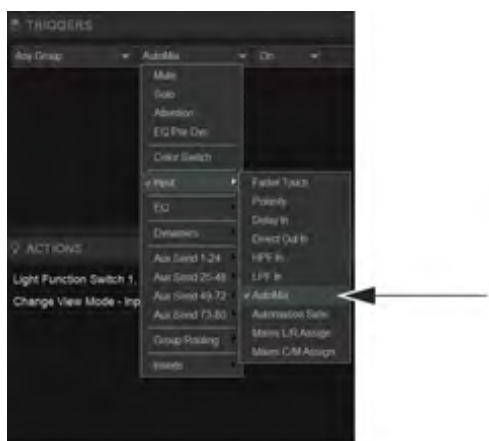 TRIGGERS
Any Group AutoMix On
Mute
Solo
Attention
EQ Pre Dyn
Color Switch
Input
EQ
Dynamics
Aux Send 1-24
Aux Send 25-48
Aux Send 49-72
Aux Send 73-80
Group Routing
Inserts
Fader Touch
Polarity
Delay In
Direct Out In
HPF In
LPF In
AutoMix
Automation Safe
Mains L/R Assign
Mains C/M Assign
ACTIONS
Light Function Switch 1,
Change View Mode - Inp